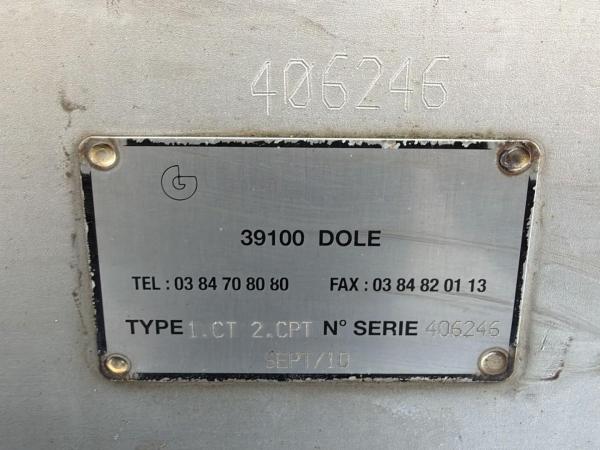 406246
39100 DOLE
TEL : 03 84 70 80 80 FAX : 03 84 82 01 13
TYPE 1.CT 2.CPT N° SERIE 406246
SEPT/10